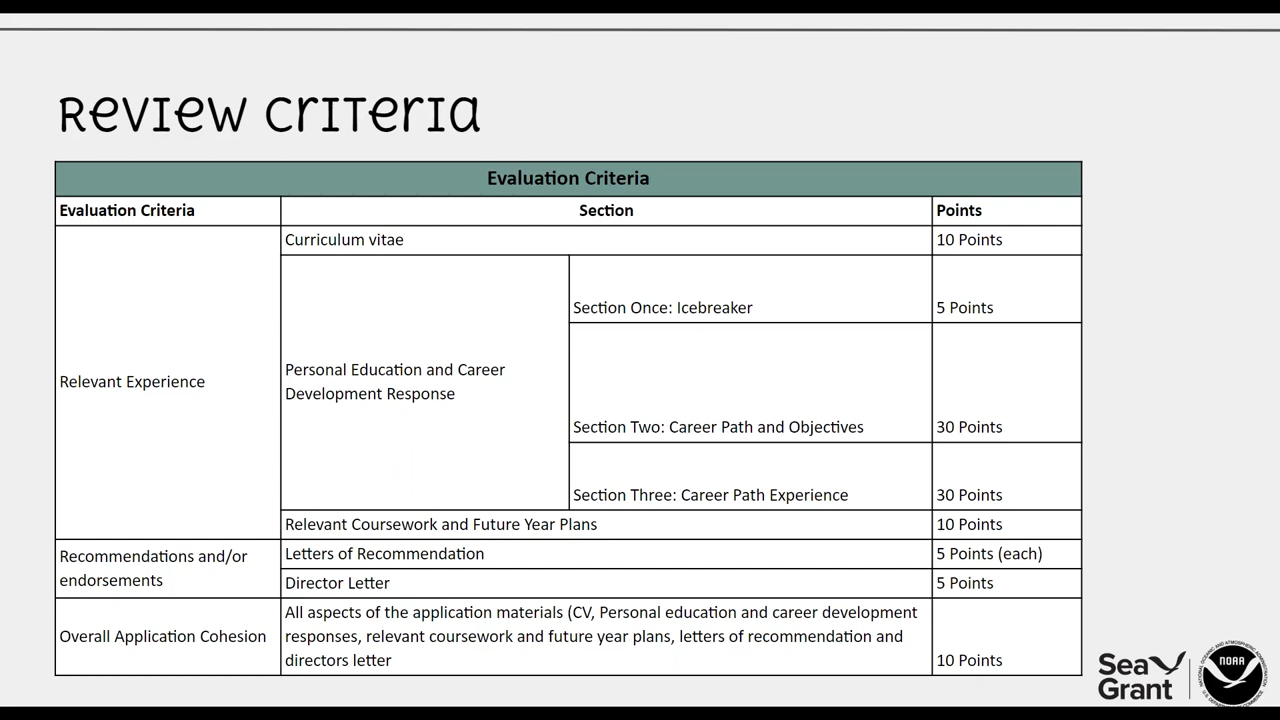 Review Criteria
Evaluation Criteria
Evaluation Criteria
Section
Points
Curriculum vitae
10 Points
Section Once: Icebreaker
5 Points
Relevant Experience
Personal Education and Career
Development Response
Section Two: Career Path and Objectives
30 Points
Section Three: Career Path Experience
30 Points
Relevant Coursework and Future Year Plans
10 Points
Recommendations and/or
endorsements
Letters of Recommendation
5 Points (each)
Director Letter
5 Points
Overall Application Cohesion
All aspects of the application materials (CV, Personal education and career development
responses, relevant coursework and future year plans, letters of recommendation and
directors letter
10 Points
Sea
Grant
NOAA